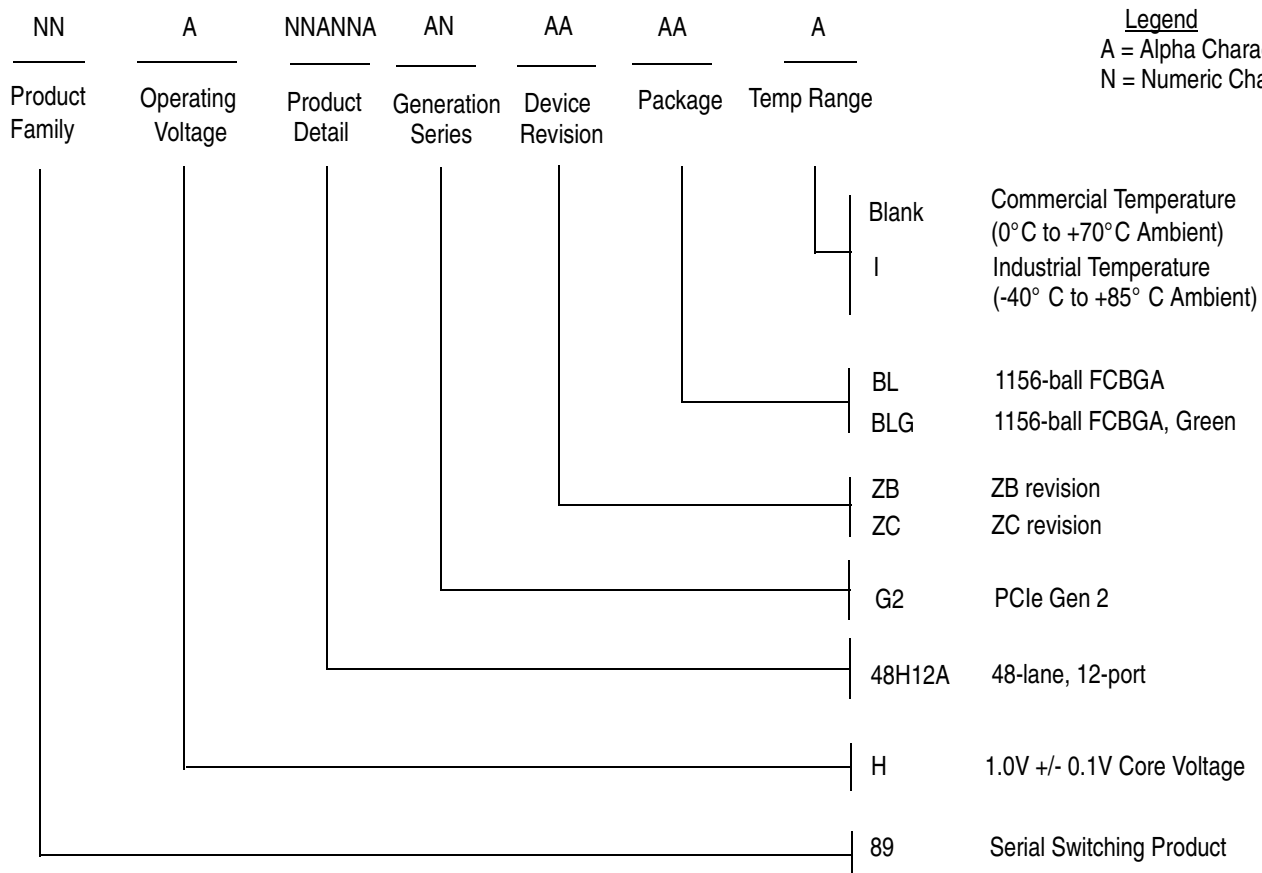 NN A NNANNA AN AA AA A
Legend
A = Alpha
N = Numeric
Product Family
Operating Voltage
Product Detail
Generation Series
Device Revision
Package
Temp Range
Blank Commercial Temperature
(0°C to +70°C Ambient)
I Industrial Temperature
(-40° C to +85° C Ambient)
BL 1156-ball FCBGA
BLG 1156-ball FCBGA, Green
ZB ZB revision
ZC ZC revision
G2 PCIe Gen 2
48H12A 48-lane, 12-port
H 1.0V +/- 0.1V Core Voltage
89 Serial Switching Product